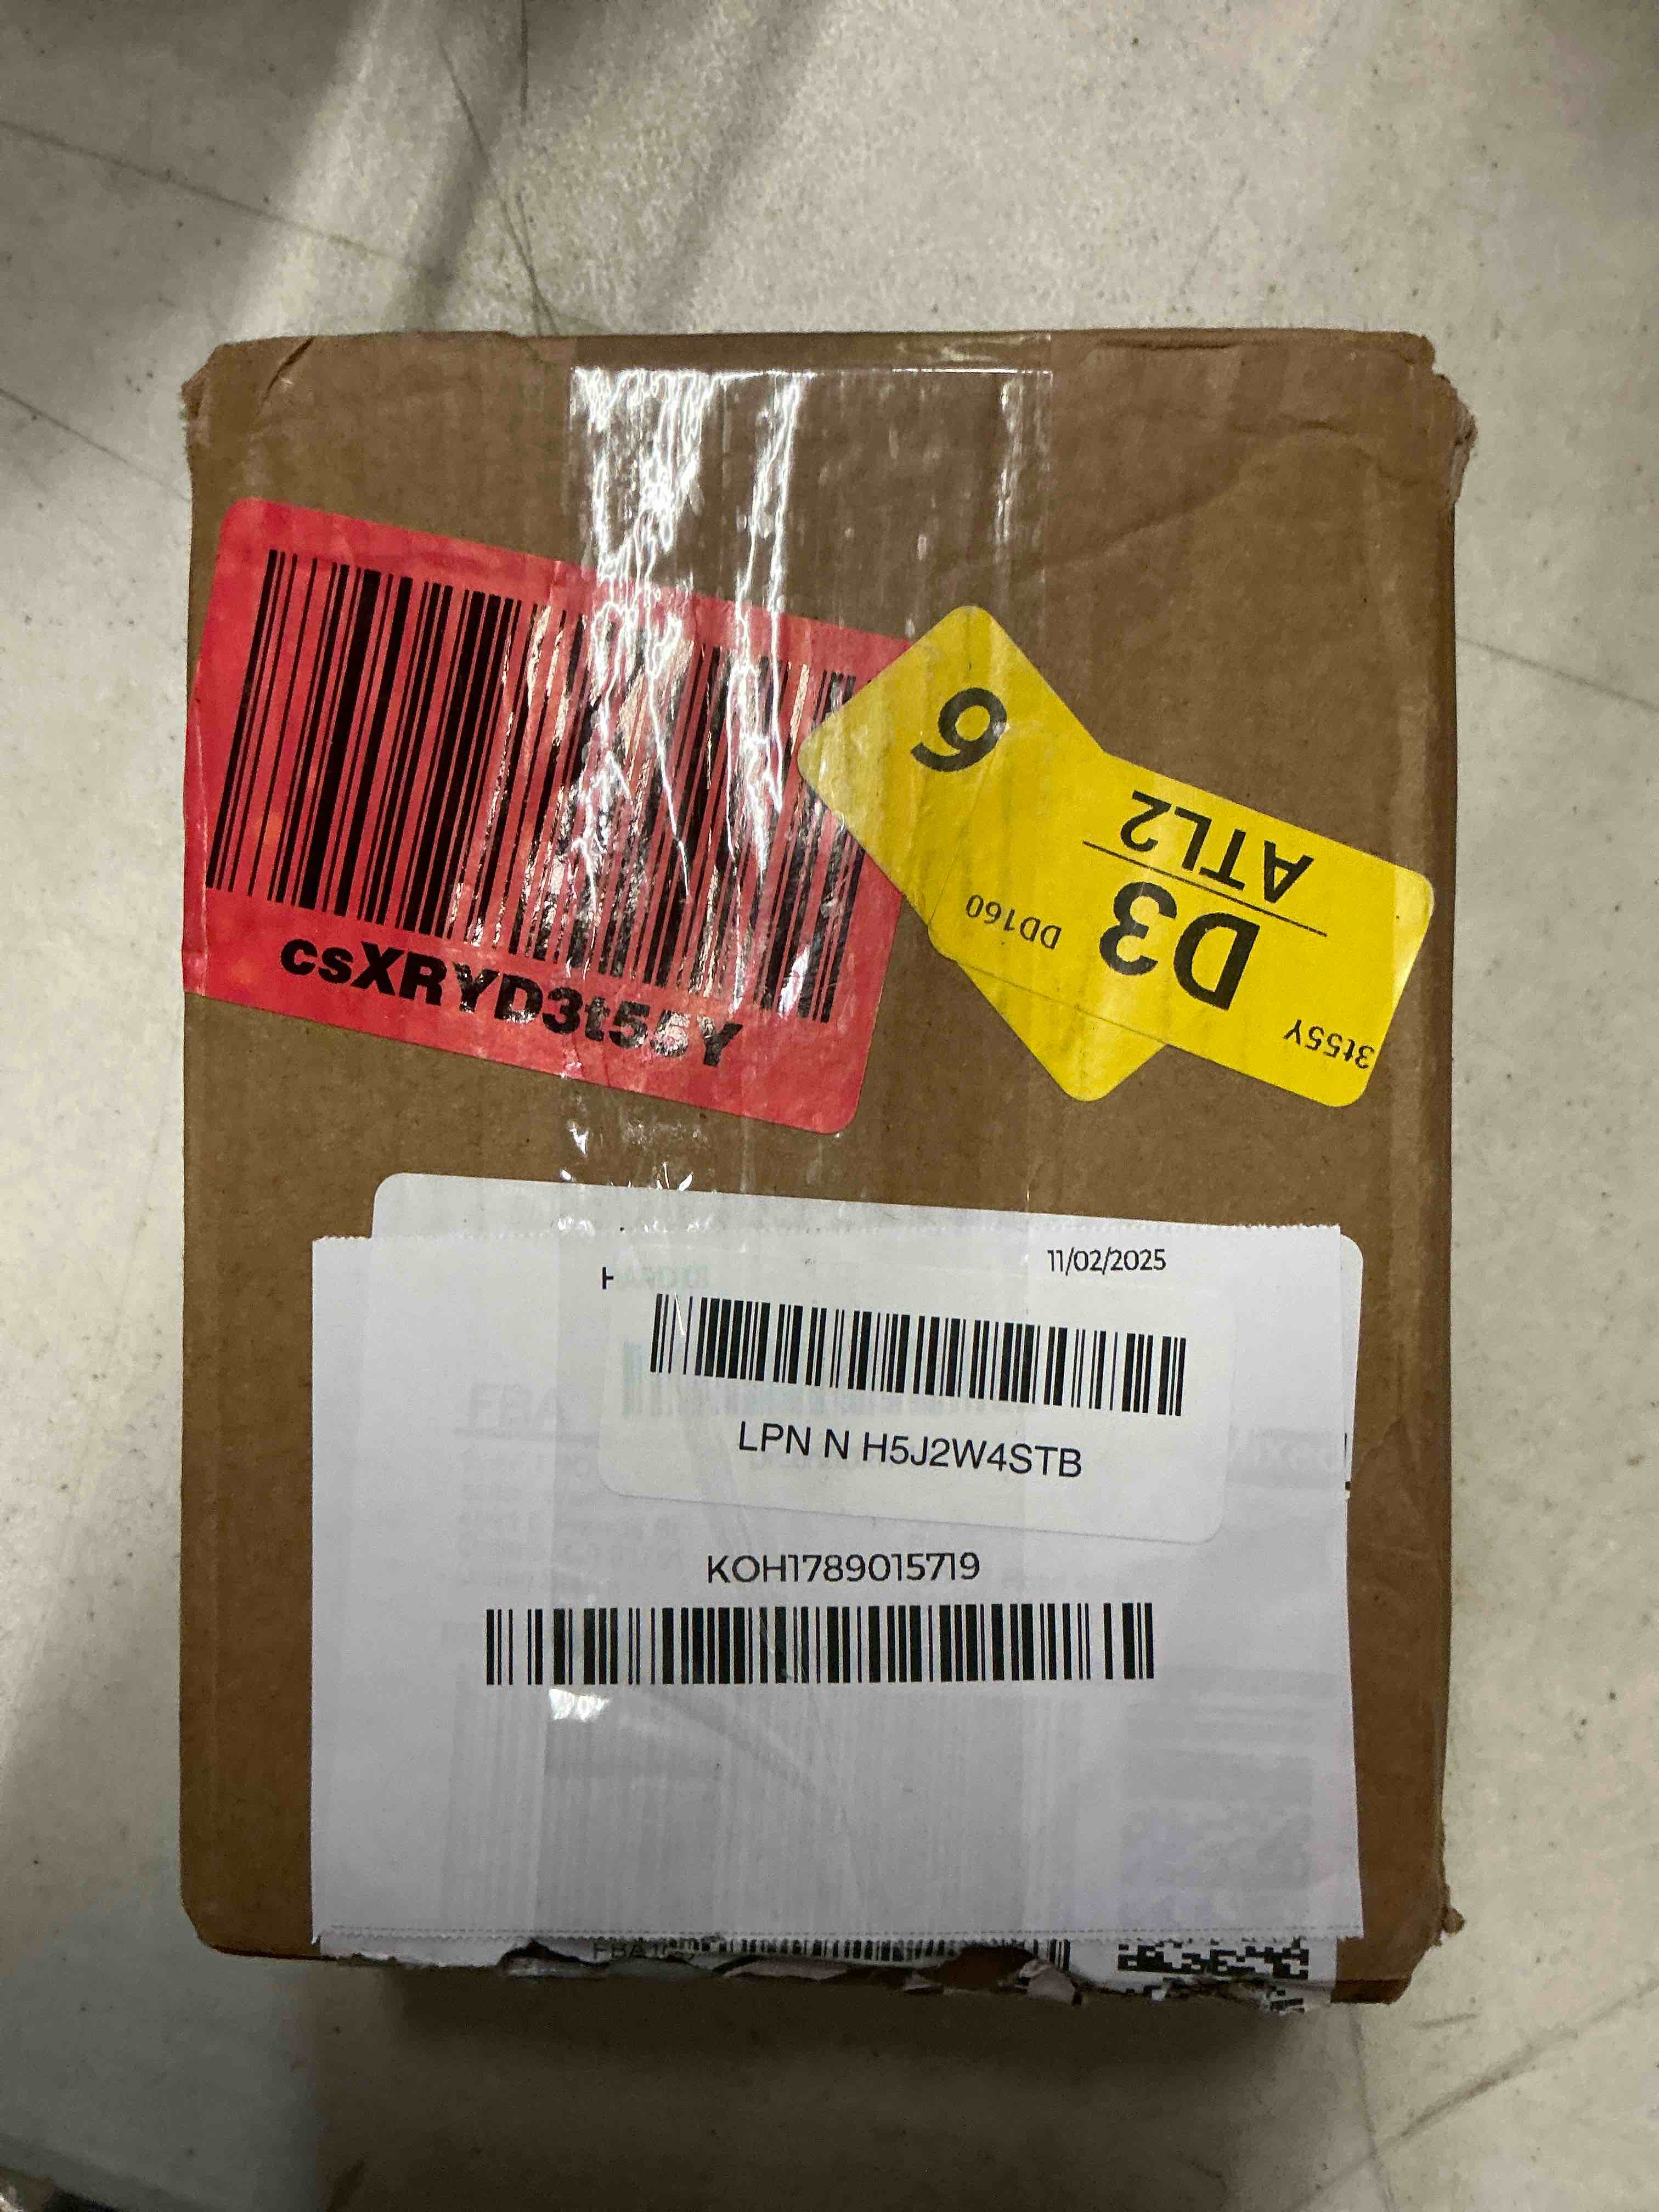 csXRYD3t55Y
6
ATL2
D3
DD160
3t55Y
11/02/2025
LPN N H5J2W4STB
KOH1789015719